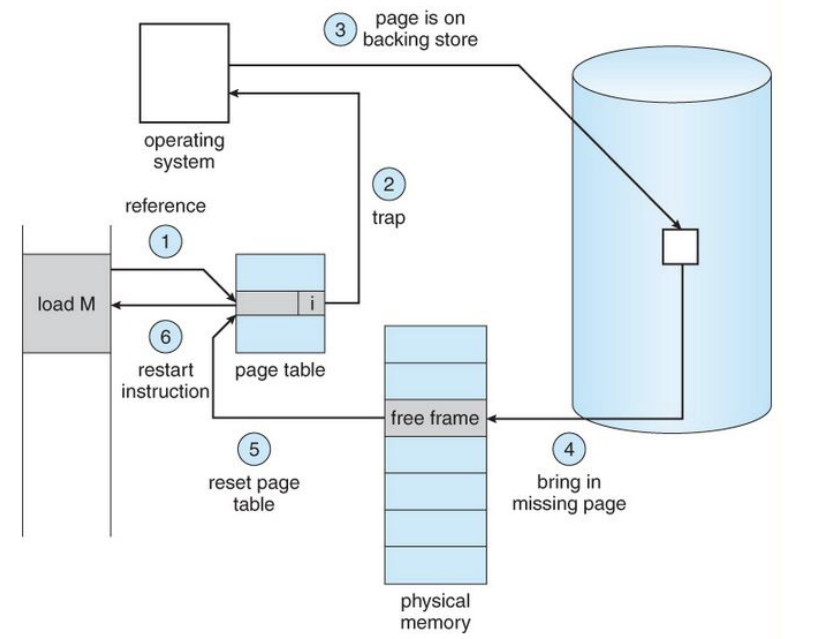 3
page is on
backing store
operating
system
2
trap
reference
1
load M
i
6
restart
instruction
page table
free frame
5
reset page
table
4
bring in
missing page
physical
memory